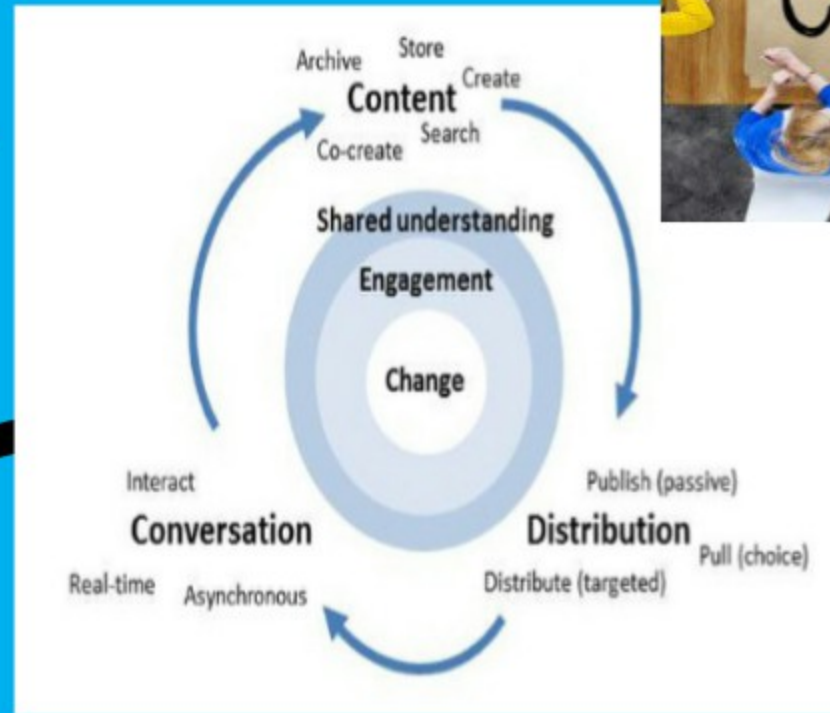 Archive
Store
Create
Content
Search
Co-create
Shared understanding
Engagement
Change
Interact
Conversation
Real-time
Asynchronous
Publish (passive)
Distribution
Pull (choice)
Distribute (targeted)